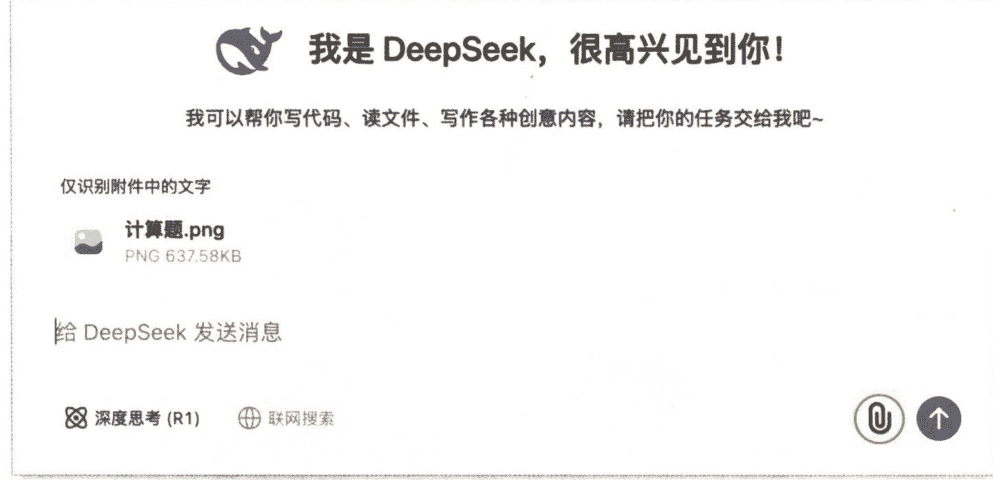 我是 DeepSeek，很高兴见到你！
我可以帮你写代码、读文件、写作各种创意内容，请把你的任务交给我吧~
仅识别附件中的文字
计算题.png
PNG 637.58KB
给 DeepSeek 发送消息
深度思考 (R1) 联网搜索